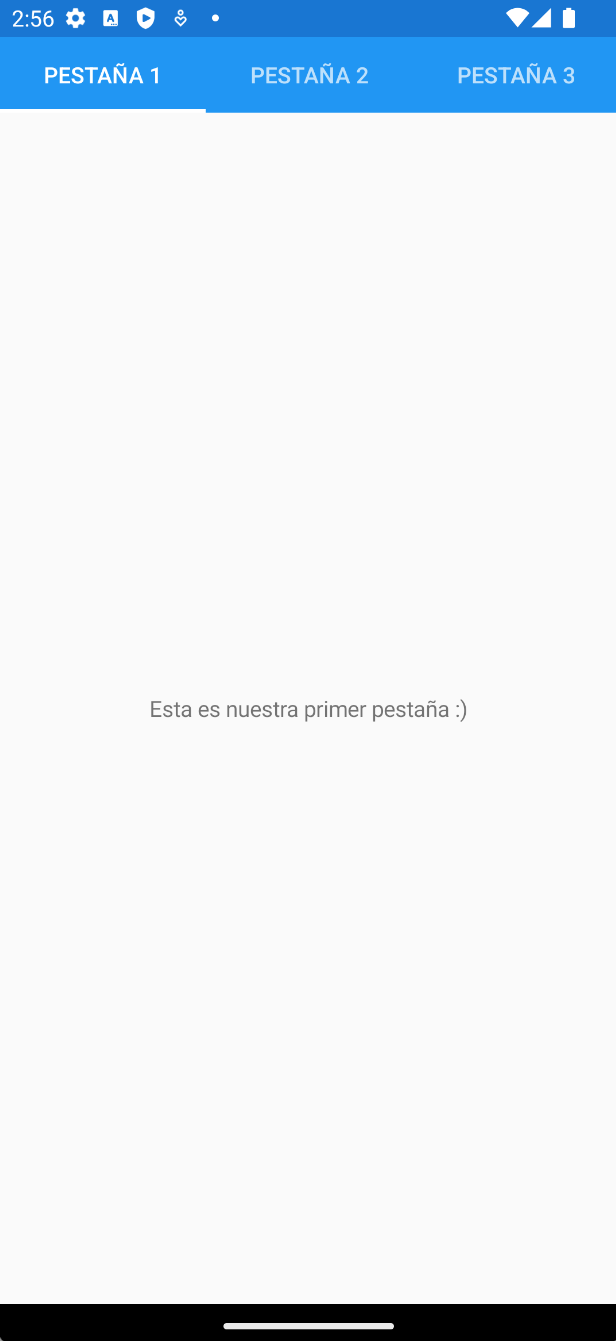 2:56
PESTAÑA 1
PESTAÑA 2
PESTAÑA 3
Esta es nuestra primer pestaña :)